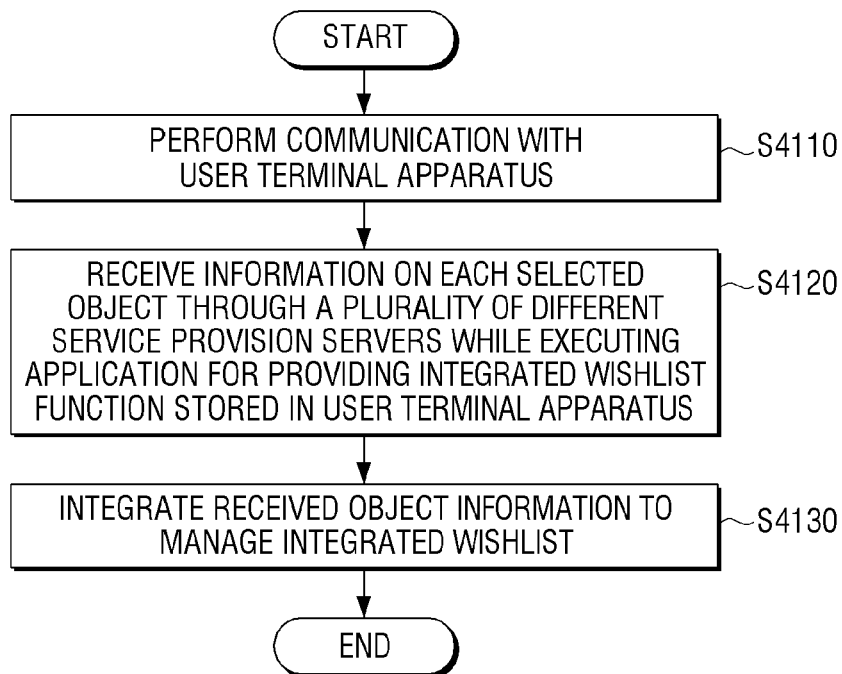 START
PERFORM COMMUNICATION WITH
USER TERMINAL APPARATUS
S4110
RECEIVE INFORMATION ON EACH SELECTED
OBJECT THROUGH A PLURALITY OF DIFFERENT
SERVICE PROVISION SERVERS WHILE EXECUTING
APPLICATION FOR PROVIDING INTEGRATED WISHLIST
FUNCTION STORED IN USER TERMINAL APPARATUS
S4120
INTEGRATE RECEIVED OBJECT INFORMATION TO
MANAGE INTEGRATED WISHLIST
S4130
END